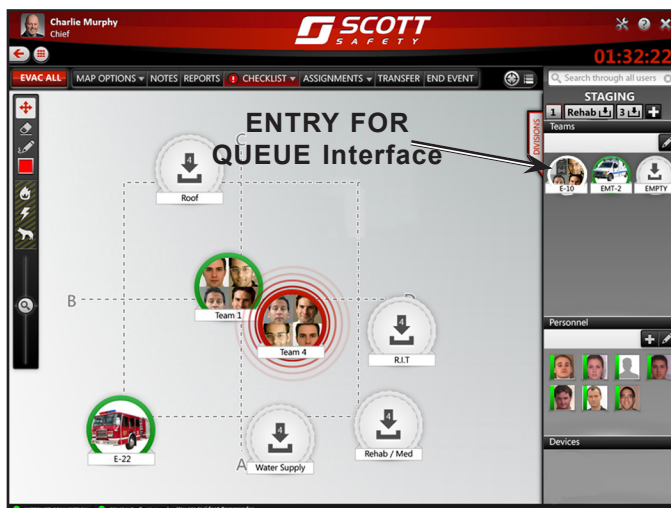 Charlie Murphy
Chief
SCOTT
SAFETY
01:32:22
EVAC ALL MAP OPTIONS NOTES REPORTS CHECKLIST ASSIGNMENTS TRANSFER END EVENT
Search through all users
STAGING
1 Rehab 3
Teams
ENTRY FOR
QUEUE Interface
C
DIVISIONS
E-10 EMT-2 EMPTY
4
Roof
B
Team 1
Team 4
4
R.I.T
Personnel
E-22
4
Water Supply
4
Rehab / Med
A
Devices